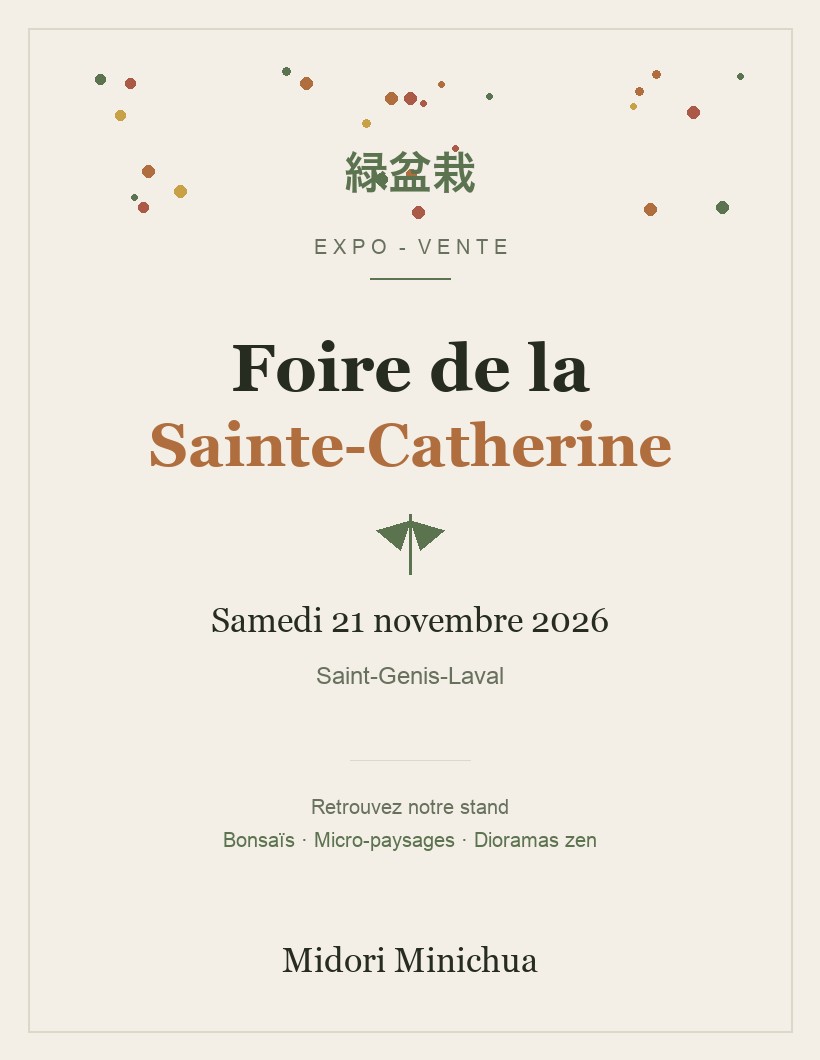 緑盆栽
EXPO - VENTE
Foire de la
Sainte-Catherine
Samedi 21 novembre 2026
Saint-Genis-Laval
Retrouvez notre stand
Bonsaïs · Micro-paysages · Dioramas zen
Midori Minichua